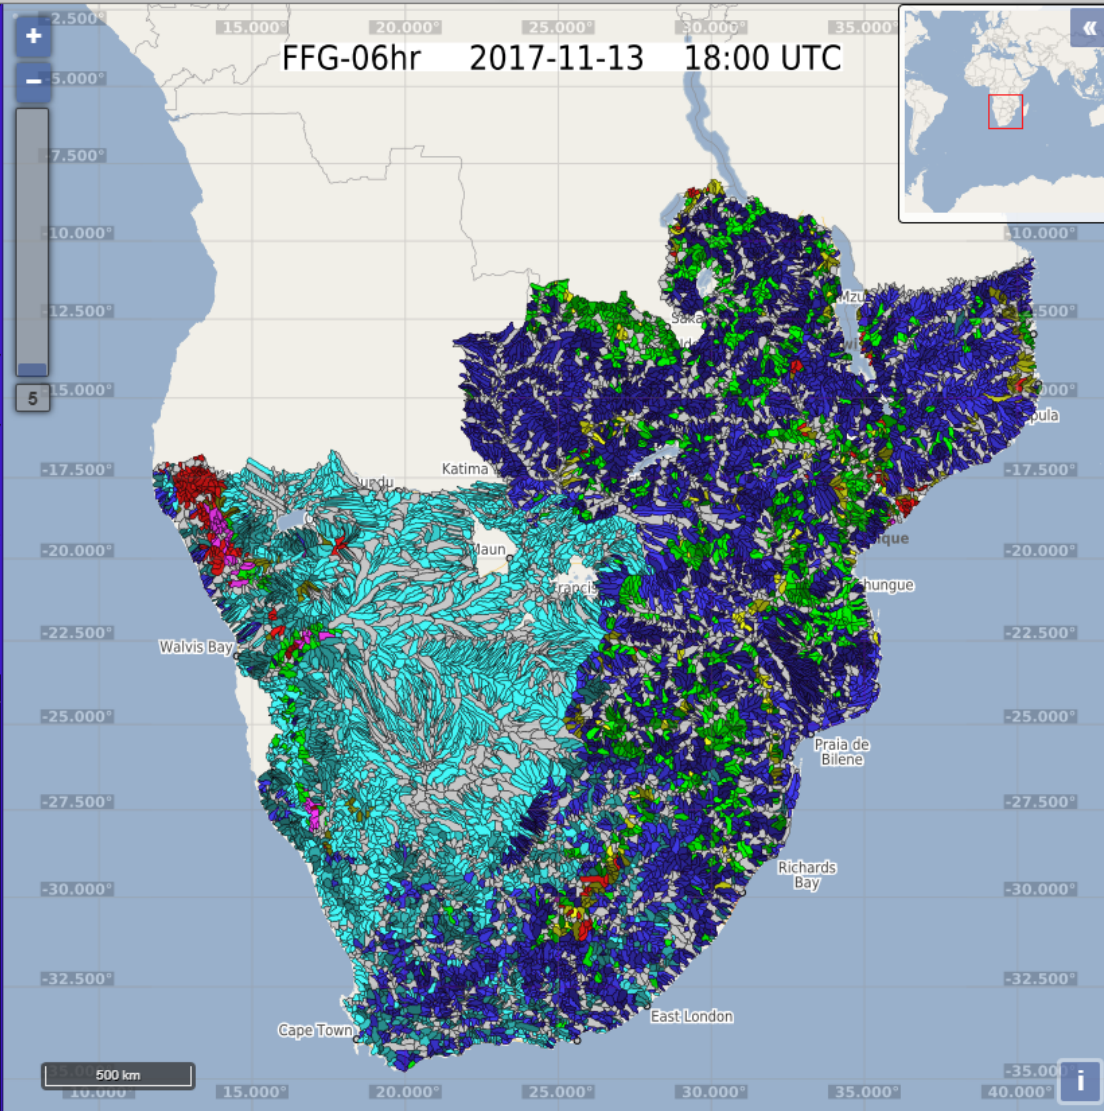 -2.500°
15.000°
20.000°
25.000°
30.000°
35.000°
«
+
−
FFG-06hr 2017-11-13 18:00 UTC
-5.000°
-7.500°
-10.000°
-10.000°
-12.500°
Mzu
Saka
-15.000°
5
pula
-17.500°
Katima
undu
-17.500°
-20.000°
Maun
ique
-20.000°
Francis
hungue
-22.500°
Walvis Bay
-22.500°
-25.000°
-25.000°
Praia de
Bilene
-27.500°
-27.500°
Richards
Bay
-30.000°
-30.000°
-32.500°
-32.500°
East London
Cape Town
500 km
-35.000°
i
10.000°
15.000°
20.000°
25.000°
30.000°
35.000°
40.000°